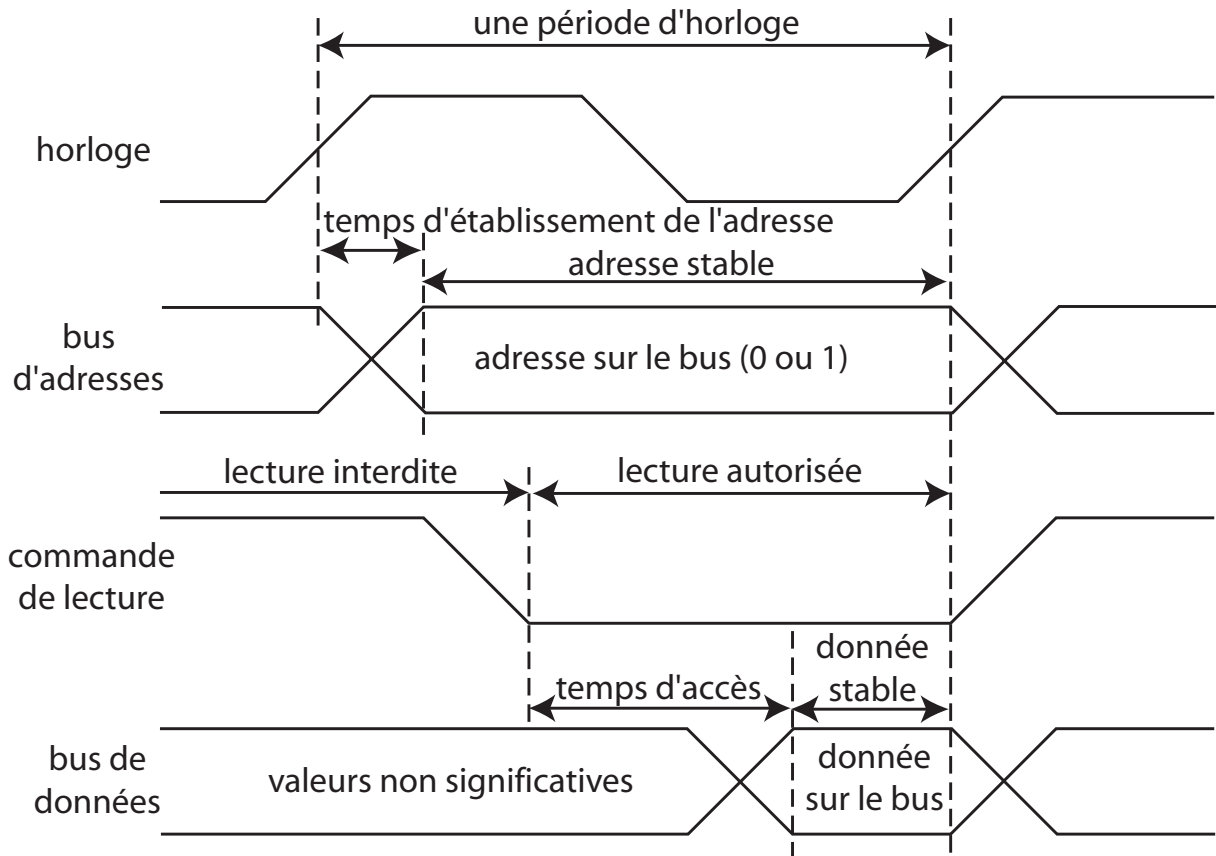 une période d'horloge
horloge
temps d'établissement de l'adresse
adresse stable
bus
d'adresses
adresse sur le bus (0 ou 1)
lecture interdite
lecture autorisée
commande
de lecture
temps d'accès
donnée
stable
bus de
données
valeurs non significatives
donnée
sur le bus